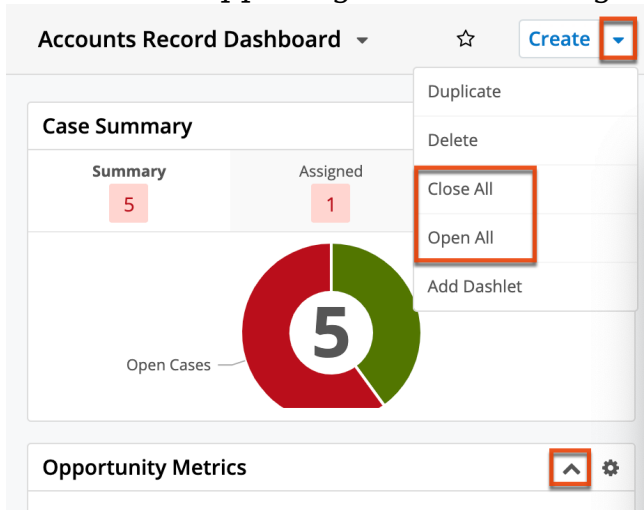 Accounts Record Dashboard
Create
Duplicate
Case Summary
Delete
Summary
Assigned
5
1
Close All
Open All
Add Dashlet
5
Open Cases
Opportunity Metrics